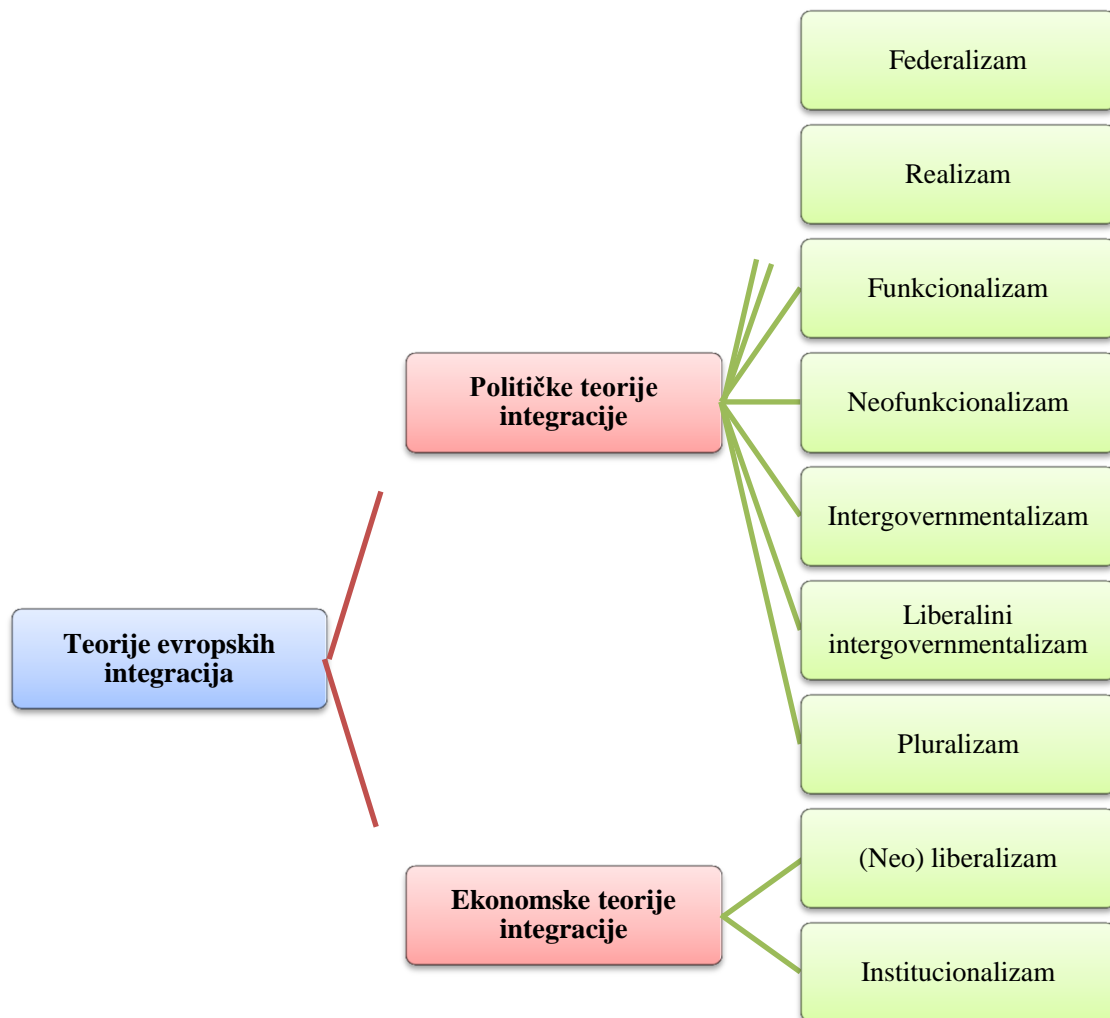 Federalizam
Realizam
Funkcionalizam
Političke teorije
integracije
Neofunkcionalizam
Intergovernmentalizam
Liberalini
intergovernmentalizam
Teorije evropskih
integracija
Pluralizam
(Neo) liberalizam
Ekonomske teorije
integracije
Institucionalizam